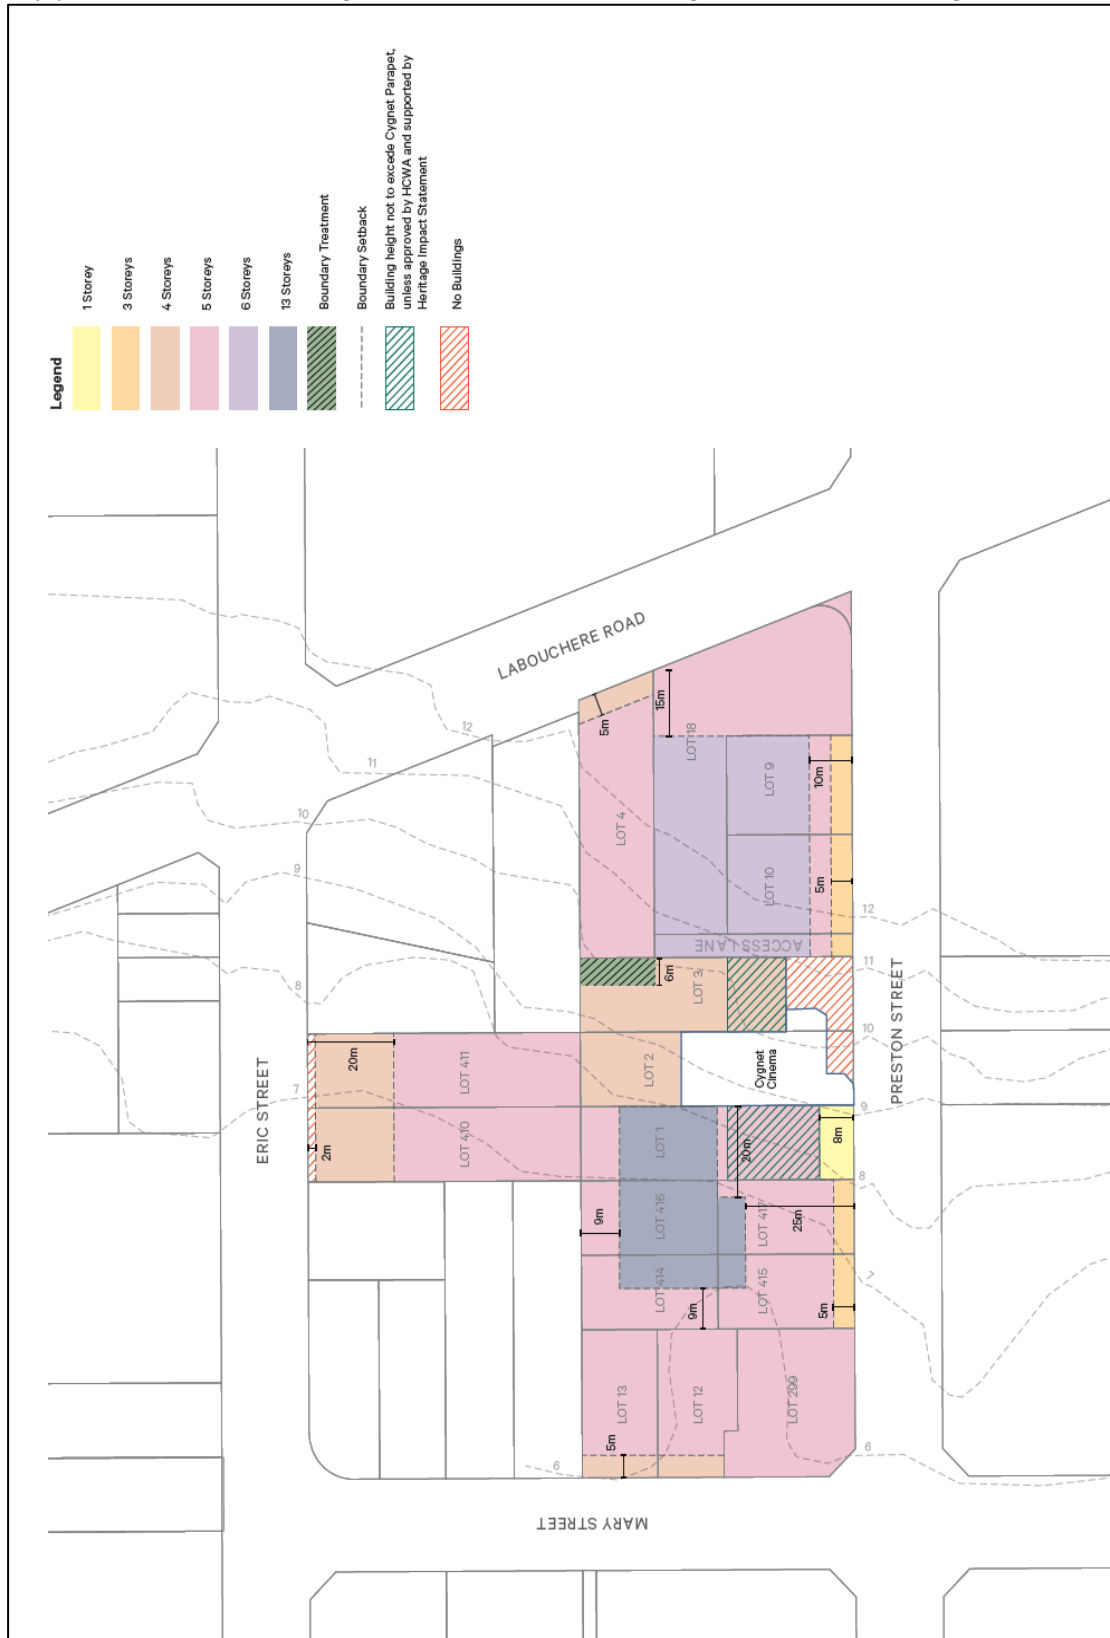 Legend
1 Storey
3 Storeys
4 Storeys
5 Storeys
6 Storeys
13 Storeys
Boundary Treatment
Boundary Setback
Building height not to excede Cygnet Parapet,
unless approved by HCWA and supported by
Heritage Impact Statement
No Buildings
LABOUCHERE ROAD
12
11
10
9
8
7
5m
15m
LOT 18
LOT 4
LOT 9
10m
LOT 10
5m
12
ACCESS LANE
11
6m
LOT 3
10
PRESTON STREET
ERIC STREET
20m
2m
LOT 411
LOT 410
LOT 2
Cygnet
Cinema
9
8m
8
LOT 1
20m
9m
LOT 416
LOT 417
25m
7
LOT 414
LOT 415
9m
5m
LOT 13
LOT 12
LOT 299
5m
6
6
MARY STREET